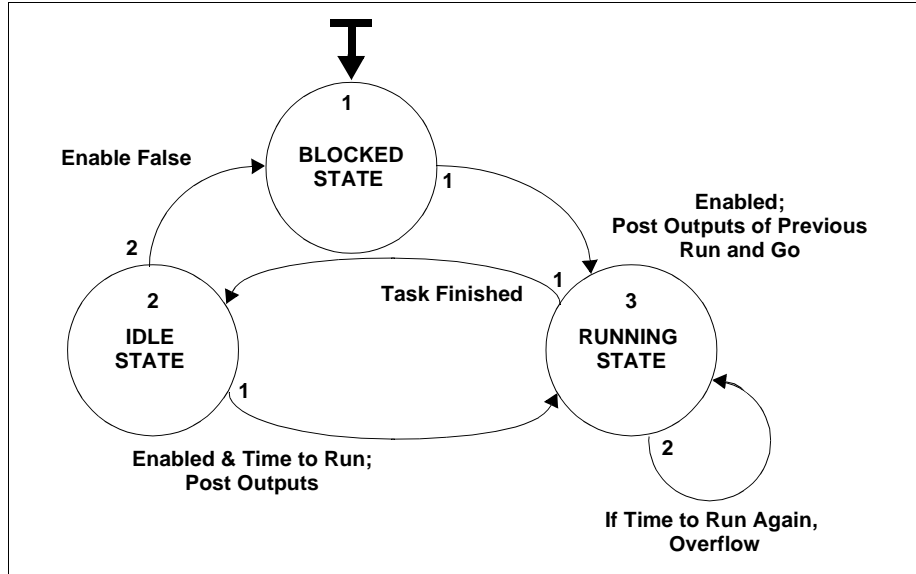 1
BLOCKED
STATE
Enable False
1
Enabled;
Post Outputs of Previous
Run and Go
2
1
Task Finished
2
IDLE
STATE
3
RUNNING
STATE
1
2
Enabled & Time to Run;
Post Outputs
If Time to Run Again,
Overflow